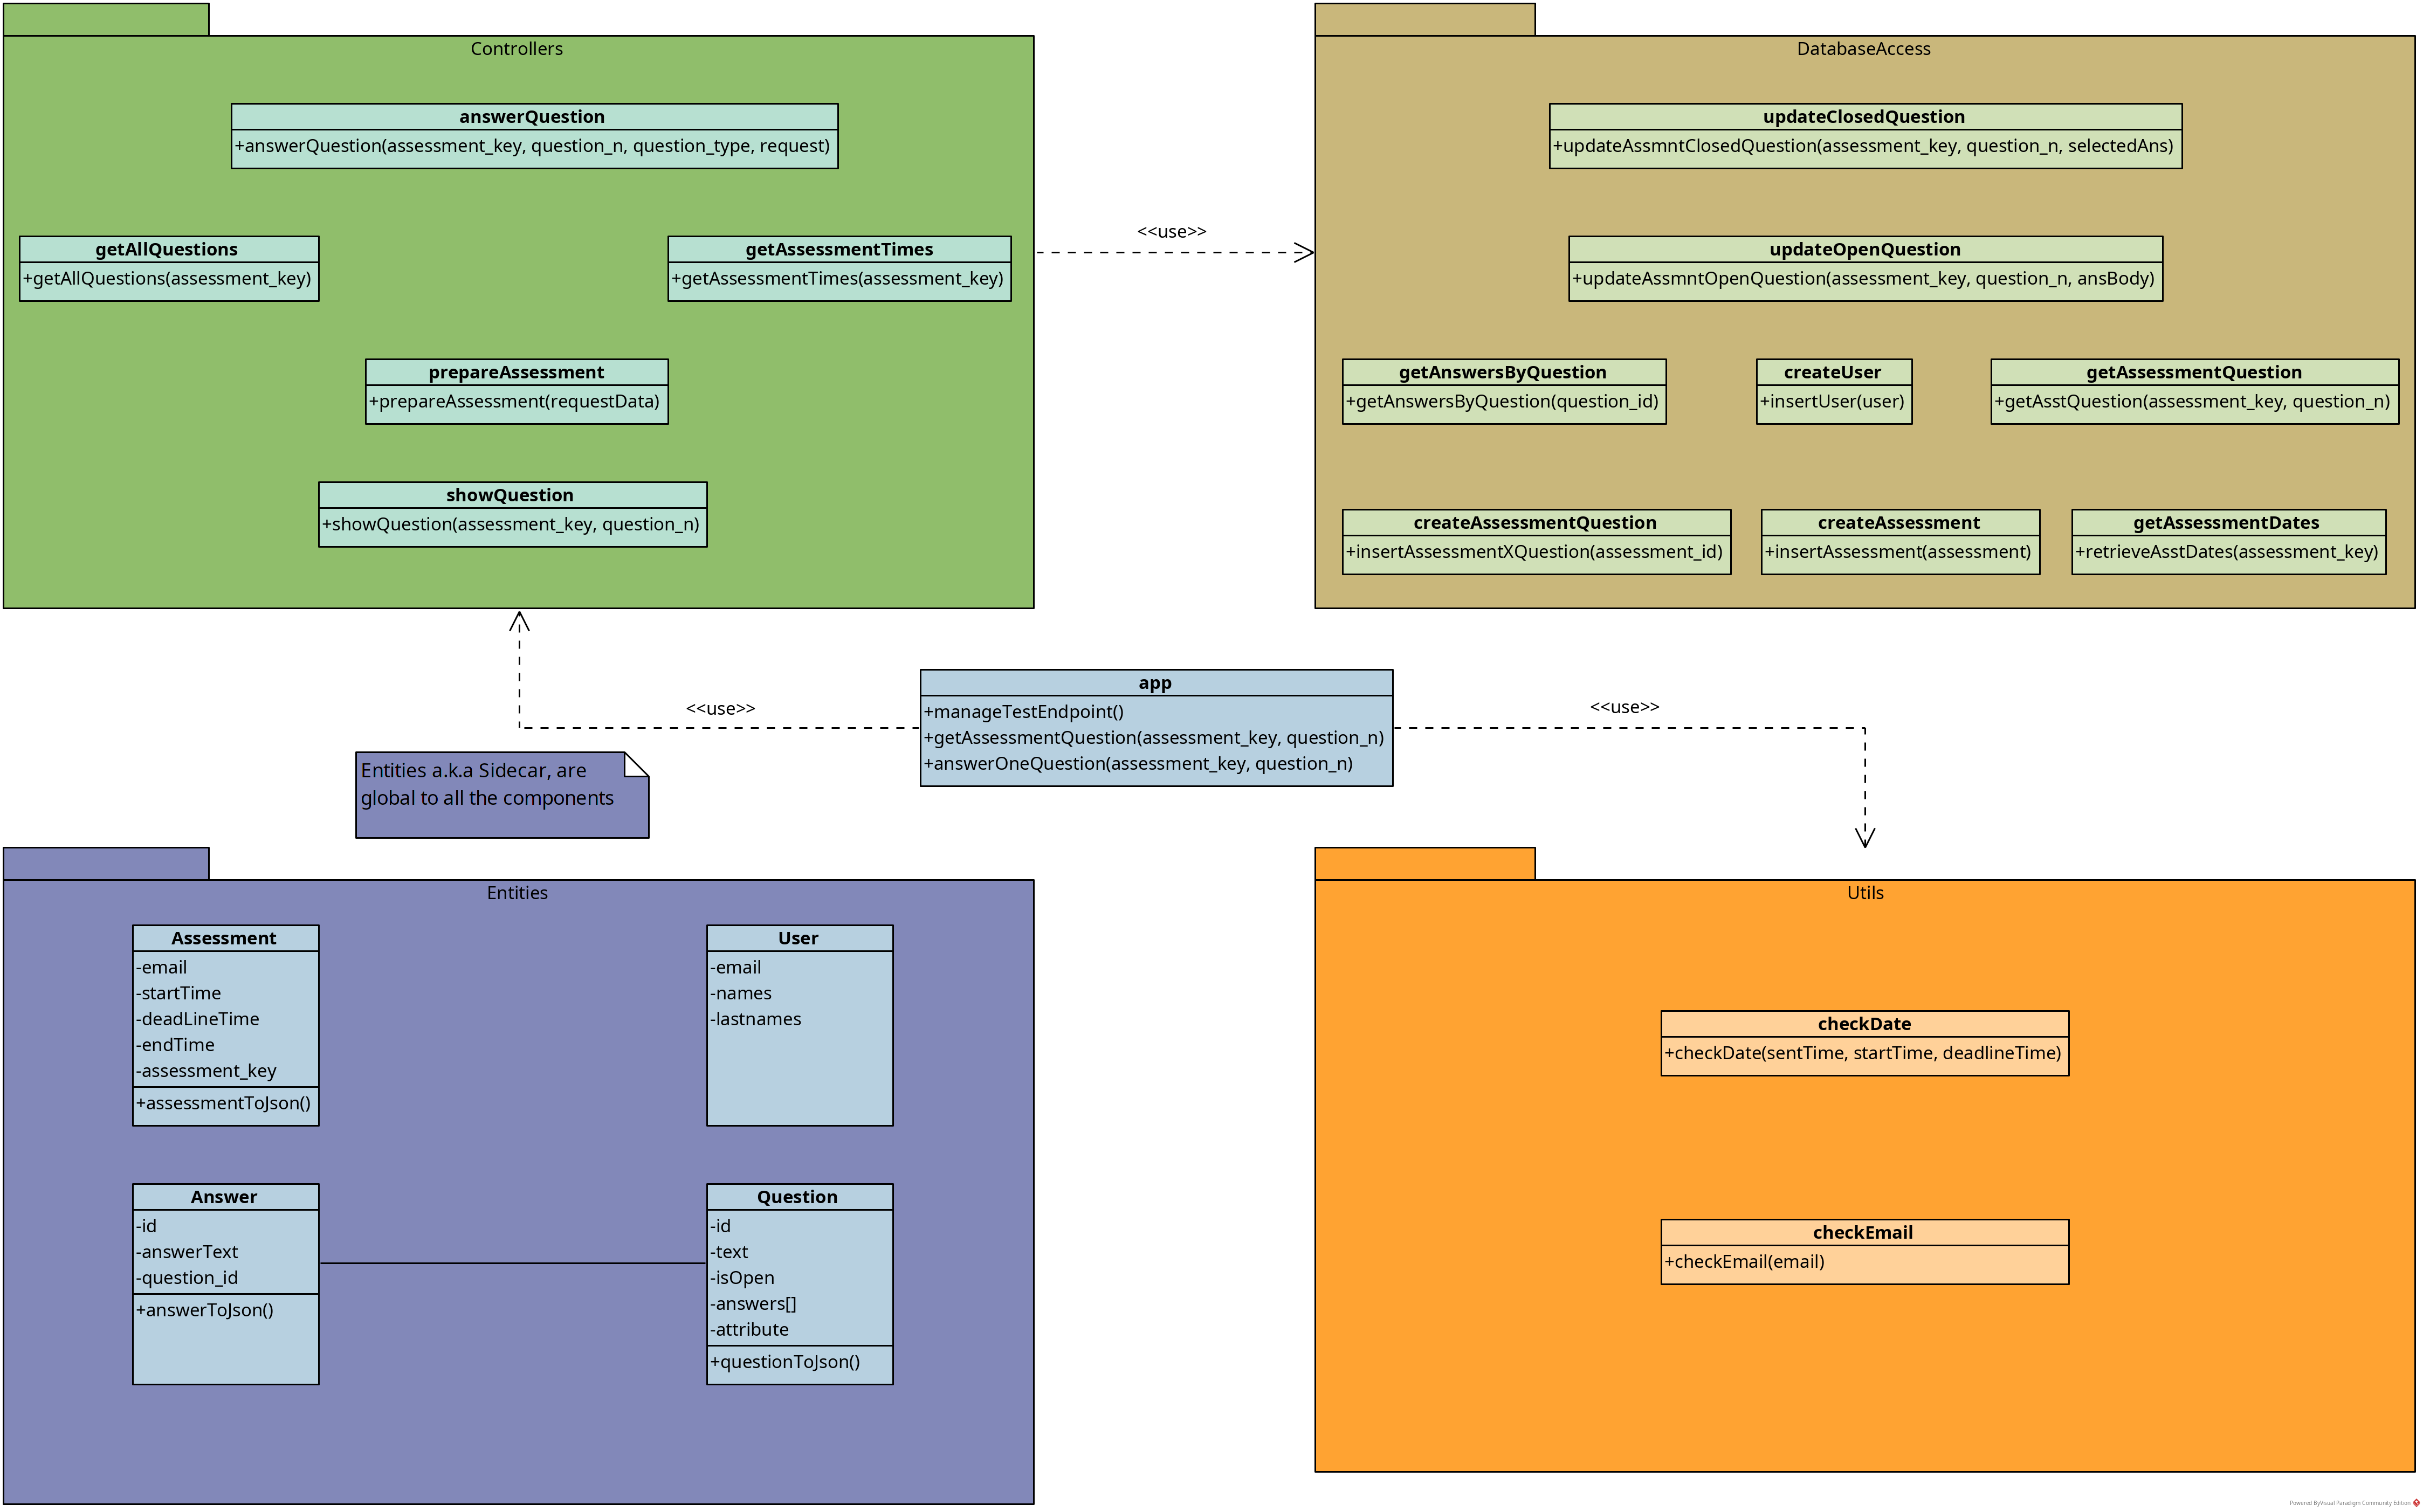 Controllers
answerQuestion
+answerQuestion(assessment_key, question_n, question_type, request)
getAllQuestions
+getAllQuestions(assessment_key)
getAssessmentTimes
+getAssessmentTimes(assessment_key)
prepareAssessment
+prepareAssessment(requestData)
showQuestion
+showQuestion(assessment_key, question_n)
<<use>>
DatabaseAccess
updateClosedQuestion
+updateAssmntClosedQuestion(assessment_key, question_n, selectedAns)
updateOpenQuestion
+updateAssmntOpenQuestion(assessment_key, question_n, ansBody)
getAnswersByQuestion
+getAnswersByQuestion(question_id)
createUser
+insertUser(user)
getAssessmentQuestion
+getAsstQuestion(assessment_key, question_n)
createAssessmentQuestion
+insertAssessmentXQuestion(assessment_id)
createAssessment
+insertAssessment(assessment)
getAssessmentDates
+retrieveAsstDates(assessment_key)
<<use>>
app
+manageTestEndpoint()
+getAssessmentQuestion(assessment_key, question_n)
+answerOneQuestion(assessment_key, question_n)
<<use>>
Entities a.k.a Sidecar, are
global to all the components
Entities
Assessment
-email
-startTime
-deadLineTime
-endTime
-assessment_key
+assessmentToJson()
User
-email
-names
-lastnames
Answer
-id
-answerText
-question_id
+answerToJson()
Question
-id
-text
-isOpen
-answers[]
-attribute
+questionToJson()
Utils
checkDate
+checkDate(sentTime, startTime, deadlineTime)
checkEmail
+checkEmail(email)
Powered ByVisual Paradigm Community Edition